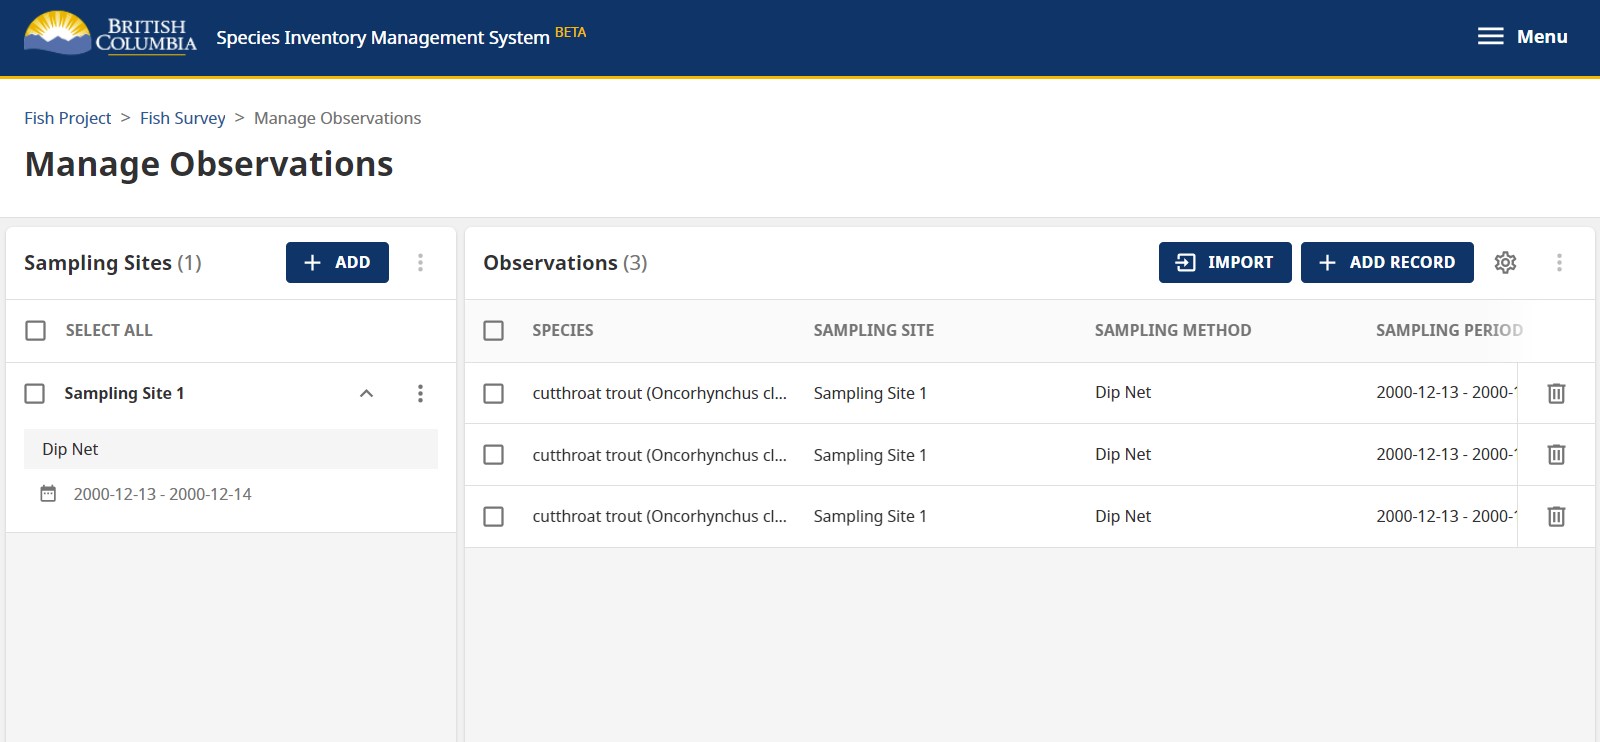 BRITISH
COLUMBIA
Species Inventory Management System BETA
Menu
Fish Project > Fish Survey > Manage Observations
Manage Observations
Sampling Sites (1)
ADD
SELECT ALL
Sampling Site 1
Dip Net
2000-12-13 - 2000-12-14
Observations (3)
IMPORT
ADD RECORD
SPECIES SAMPLING SITE SAMPLING METHOD SAMPLING PERIOD
cutthroat trout (Oncorhynchus cl... Sampling Site 1 Dip Net 2000-12-13 - 2000-1
cutthroat trout (Oncorhynchus cl... Sampling Site 1 Dip Net 2000-12-13 - 2000-1
cutthroat trout (Oncorhynchus cl... Sampling Site 1 Dip Net 2000-12-13 - 2000-1